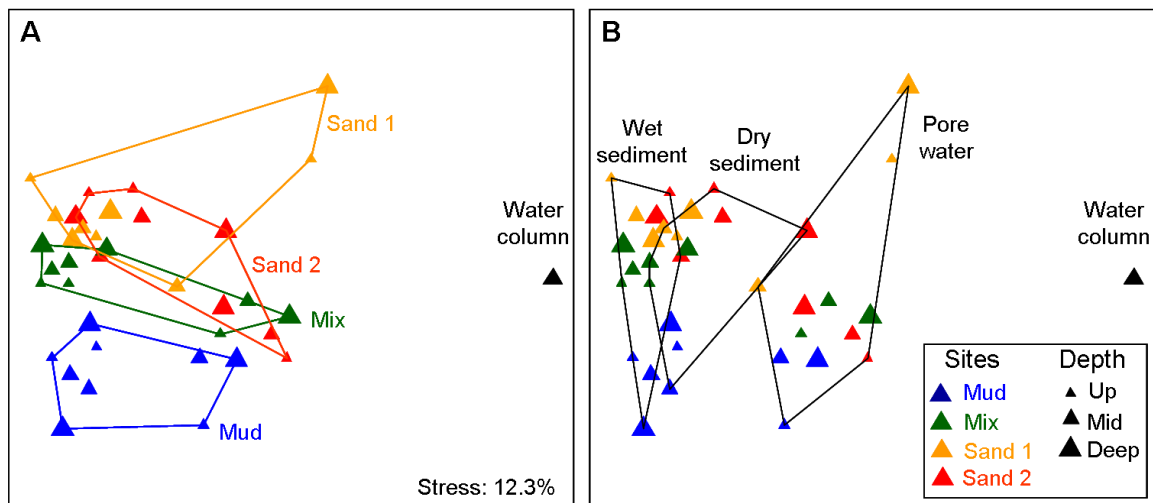 A
Sand 1
Water
column
Sand 2
Mix
Mud
Stress: 12.3%
B
Wet
sediment
Dry
sediment
Pore
water
Water
column
Sites
Mud
Mix
Sand 1
Sand 2
Depth
Up
Mid
Deep